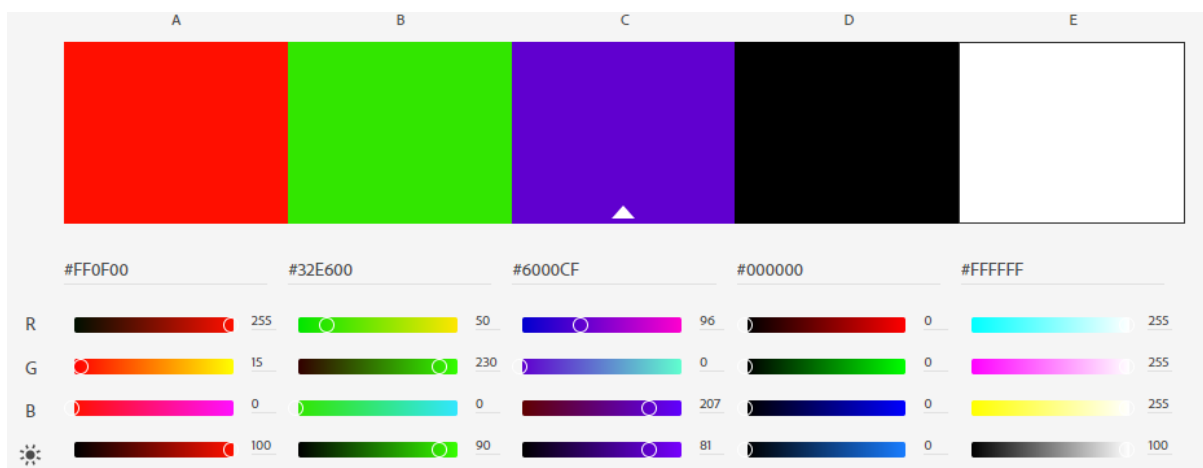 A B C D E
#FF0F00 #32E600 #6000CF #000000 #FFFFFF
R 255 50 96 0 255
G 15 230 0 0 255
B 0 0 207 0 255
100 90 81 0 100